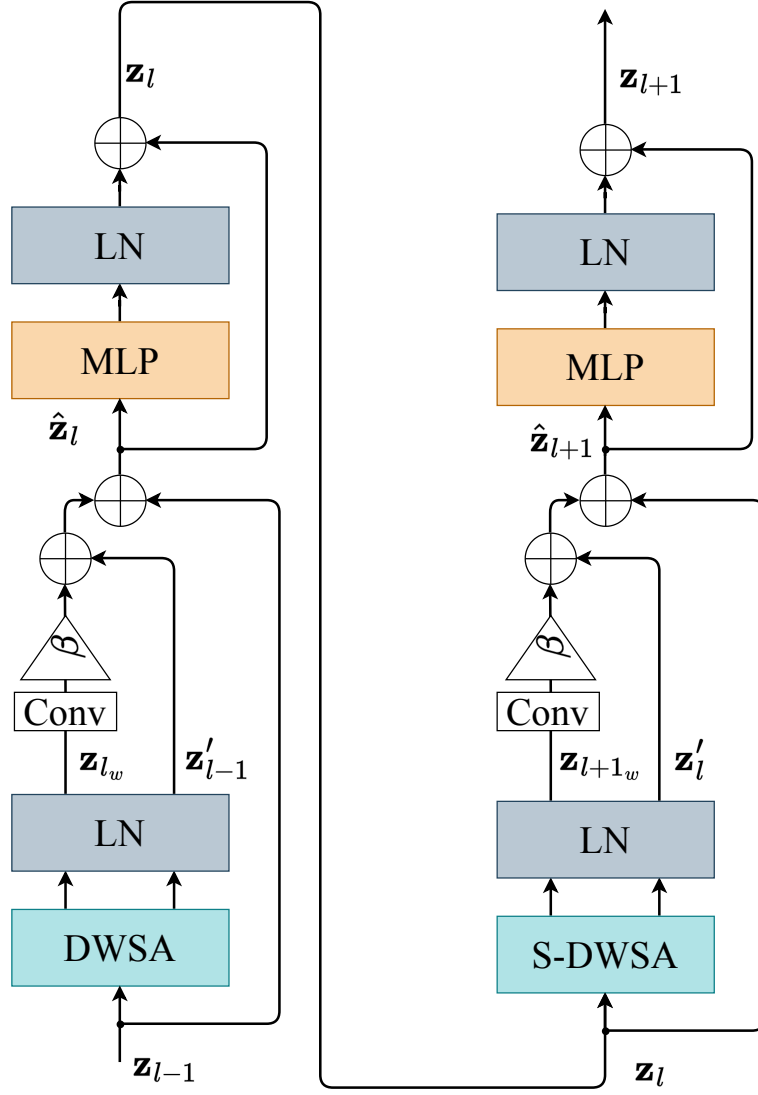 𝐳_l
LN
MLP
𝐳̂_l
β
Conv
𝐳_{l_w}
𝐳′_{l−1}
LN
DWSA
𝐳_{l−1}
𝐳_{l+1}
LN
MLP
𝐳̂_{l+1}
β
Conv
𝐳_{l+1_w}
𝐳′_l
LN
S-DWSA
𝐳_l